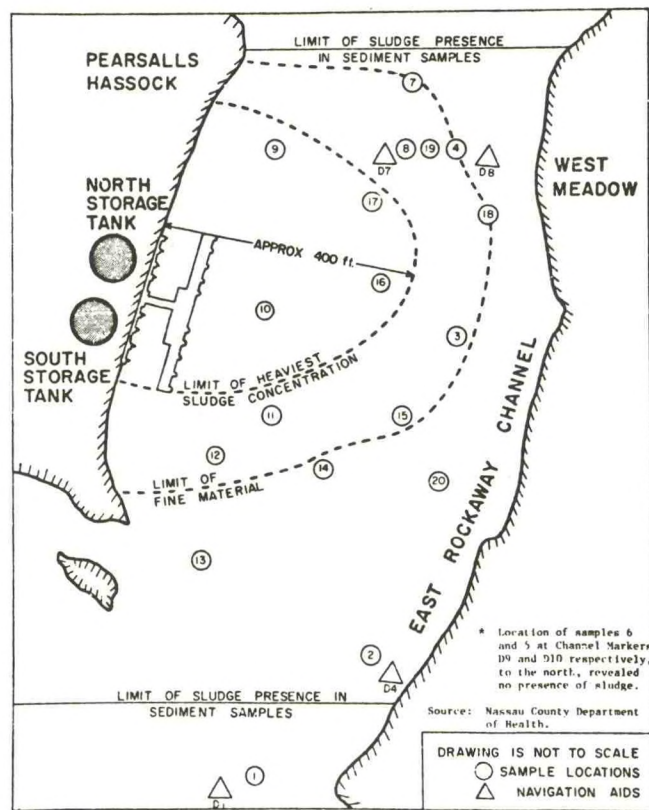 LIMIT OF SLUDGE PRESENCE
IN SEDIMENT SAMPLES
PEARSALLS
HASSOCK
7
9
8
19
4
D7
D8
WEST
MEADOW
NORTH
STORAGE
TANK
17
18
APPROX 400 ft.
16
10
3
SOUTH
STORAGE
TANK
LIMIT OF HEAVIEST
SLUDGE CONCENTRATION
11
15
12
14
LIMIT OF
FINE MATERIAL
20
EAST ROCKAWAY CHANNEL
13
* Location of samples 6
and 5 at Channel Markers
D9 and D10 respectively,
to the north, revealed
no presence of sludge.
2
D4
LIMIT OF SLUDGE PRESENCE IN
SEDIMENT SAMPLES
Source: Nassau County Department
of Health.
1
DRAWING IS NOT TO SCALE
SAMPLE LOCATIONS
NAVIGATION AIDS